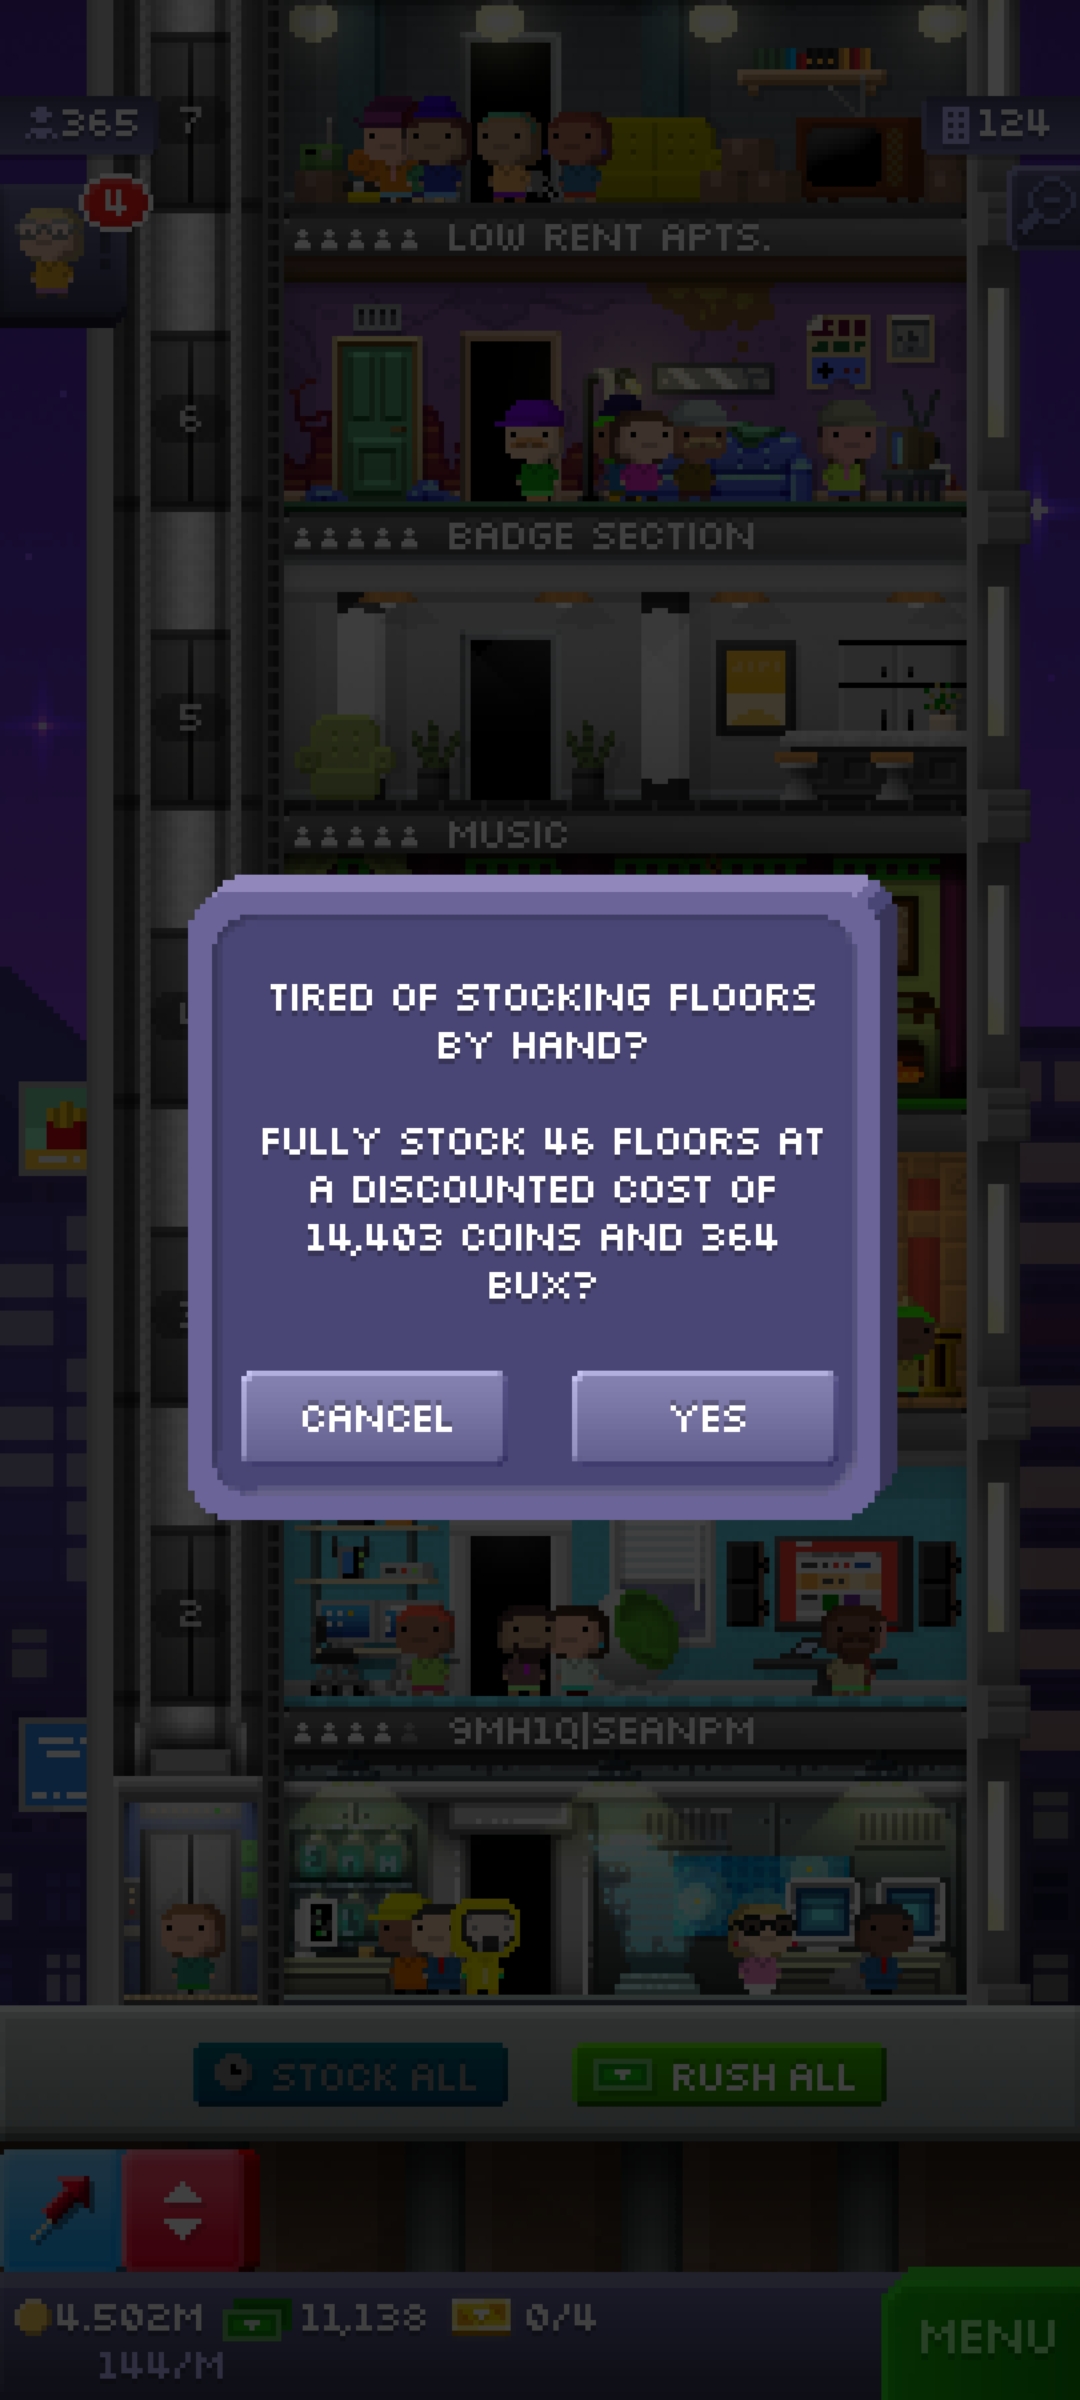 365
7
124
4
LOW RENT APTS.
6
BADGE SECTION
5
MUSIC
TIRED OF STOCKING FLOORS
BY HAND?
FULLY STOCK 46 FLOORS AT
A DISCOUNTED COST OF
14,403 COINS AND 364
BUX?
CANCEL
YES
3
2
9MH1Q|SEANPM
STOCK ALL
RUSH ALL
4.502M
11,138
0/4
144/M
MENU